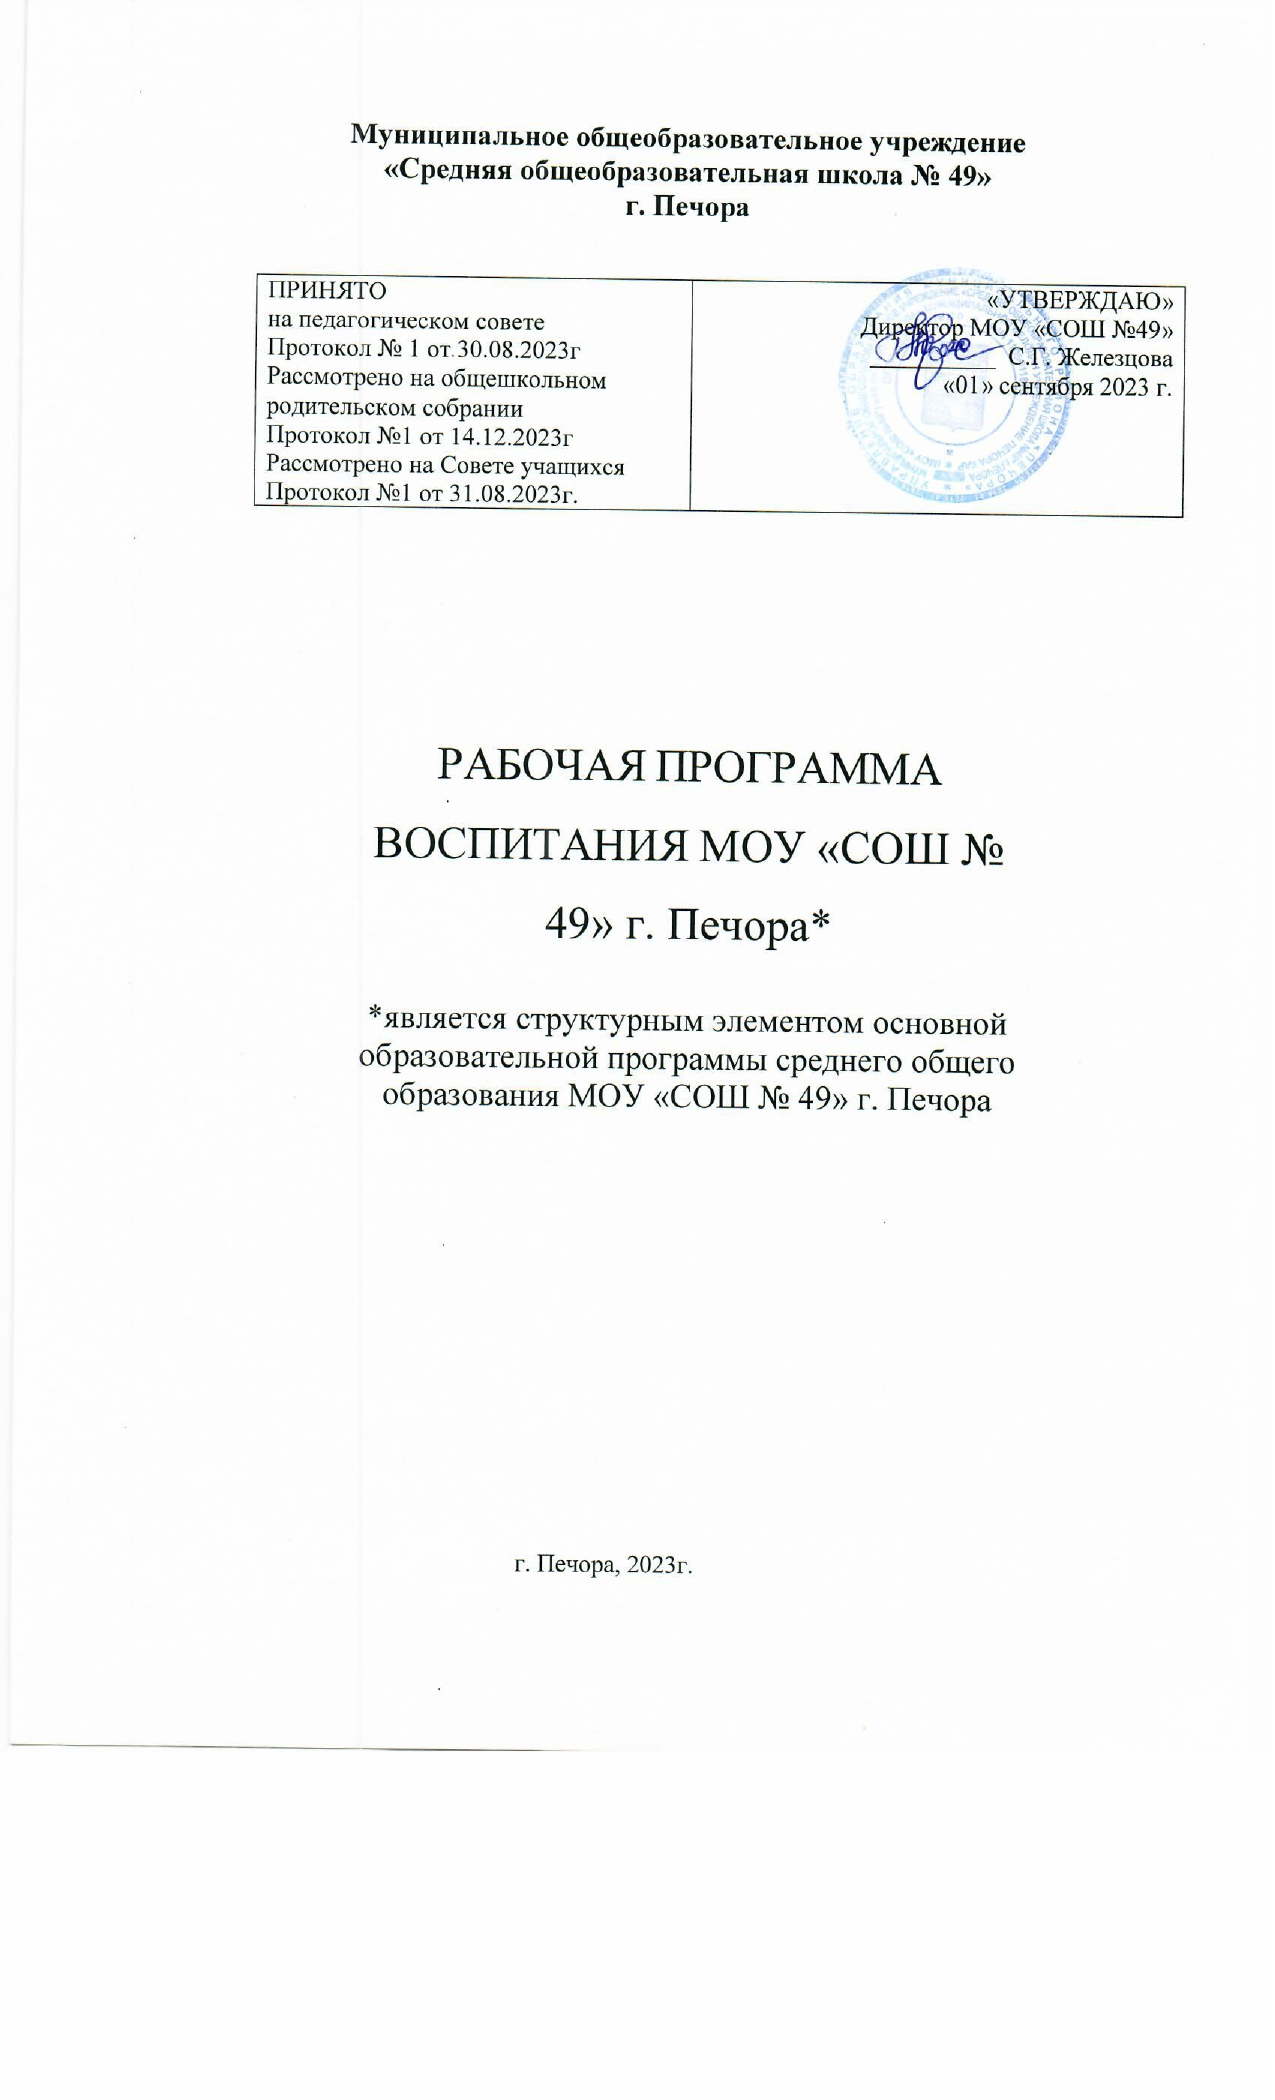 Муниципальное общеобразовательное учреждение
«Средняя общеобразовательная школа № 49»
г. Печора
ПРИНЯТО
на педагогическом совете
Протокол № 1 от 30.08.2023г
Рассмотрено на общешкольном
родительском собрании
Протокол №1 от 14.12.2023г
Рассмотрено на Совете учащихся
Протокол №1 от 31.08.2023г.
«УТВЕРЖДАЮ»
Директор МОУ «СОШ №49»
____________ С.Г. Железцова
«01» сентября 2023 г.
РАБОЧАЯ ПРОГРАММА
ВОСПИТАНИЯ МОУ «СОШ №
49» г. Печора*
*является структурным элементом основной
образовательной программы среднего общего
образования МОУ «СОШ № 49» г. Печора
г. Печора, 2023г.